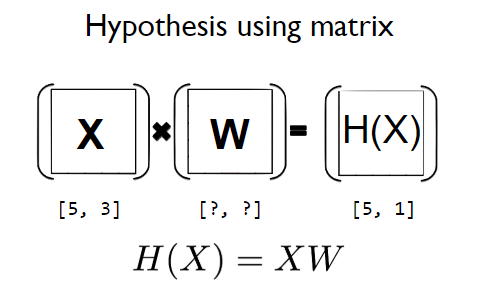 Hypothesis using matrix
X ✖ W = H(X)
[5, 3] [?, ?] [5, 1]
H(X) = XW